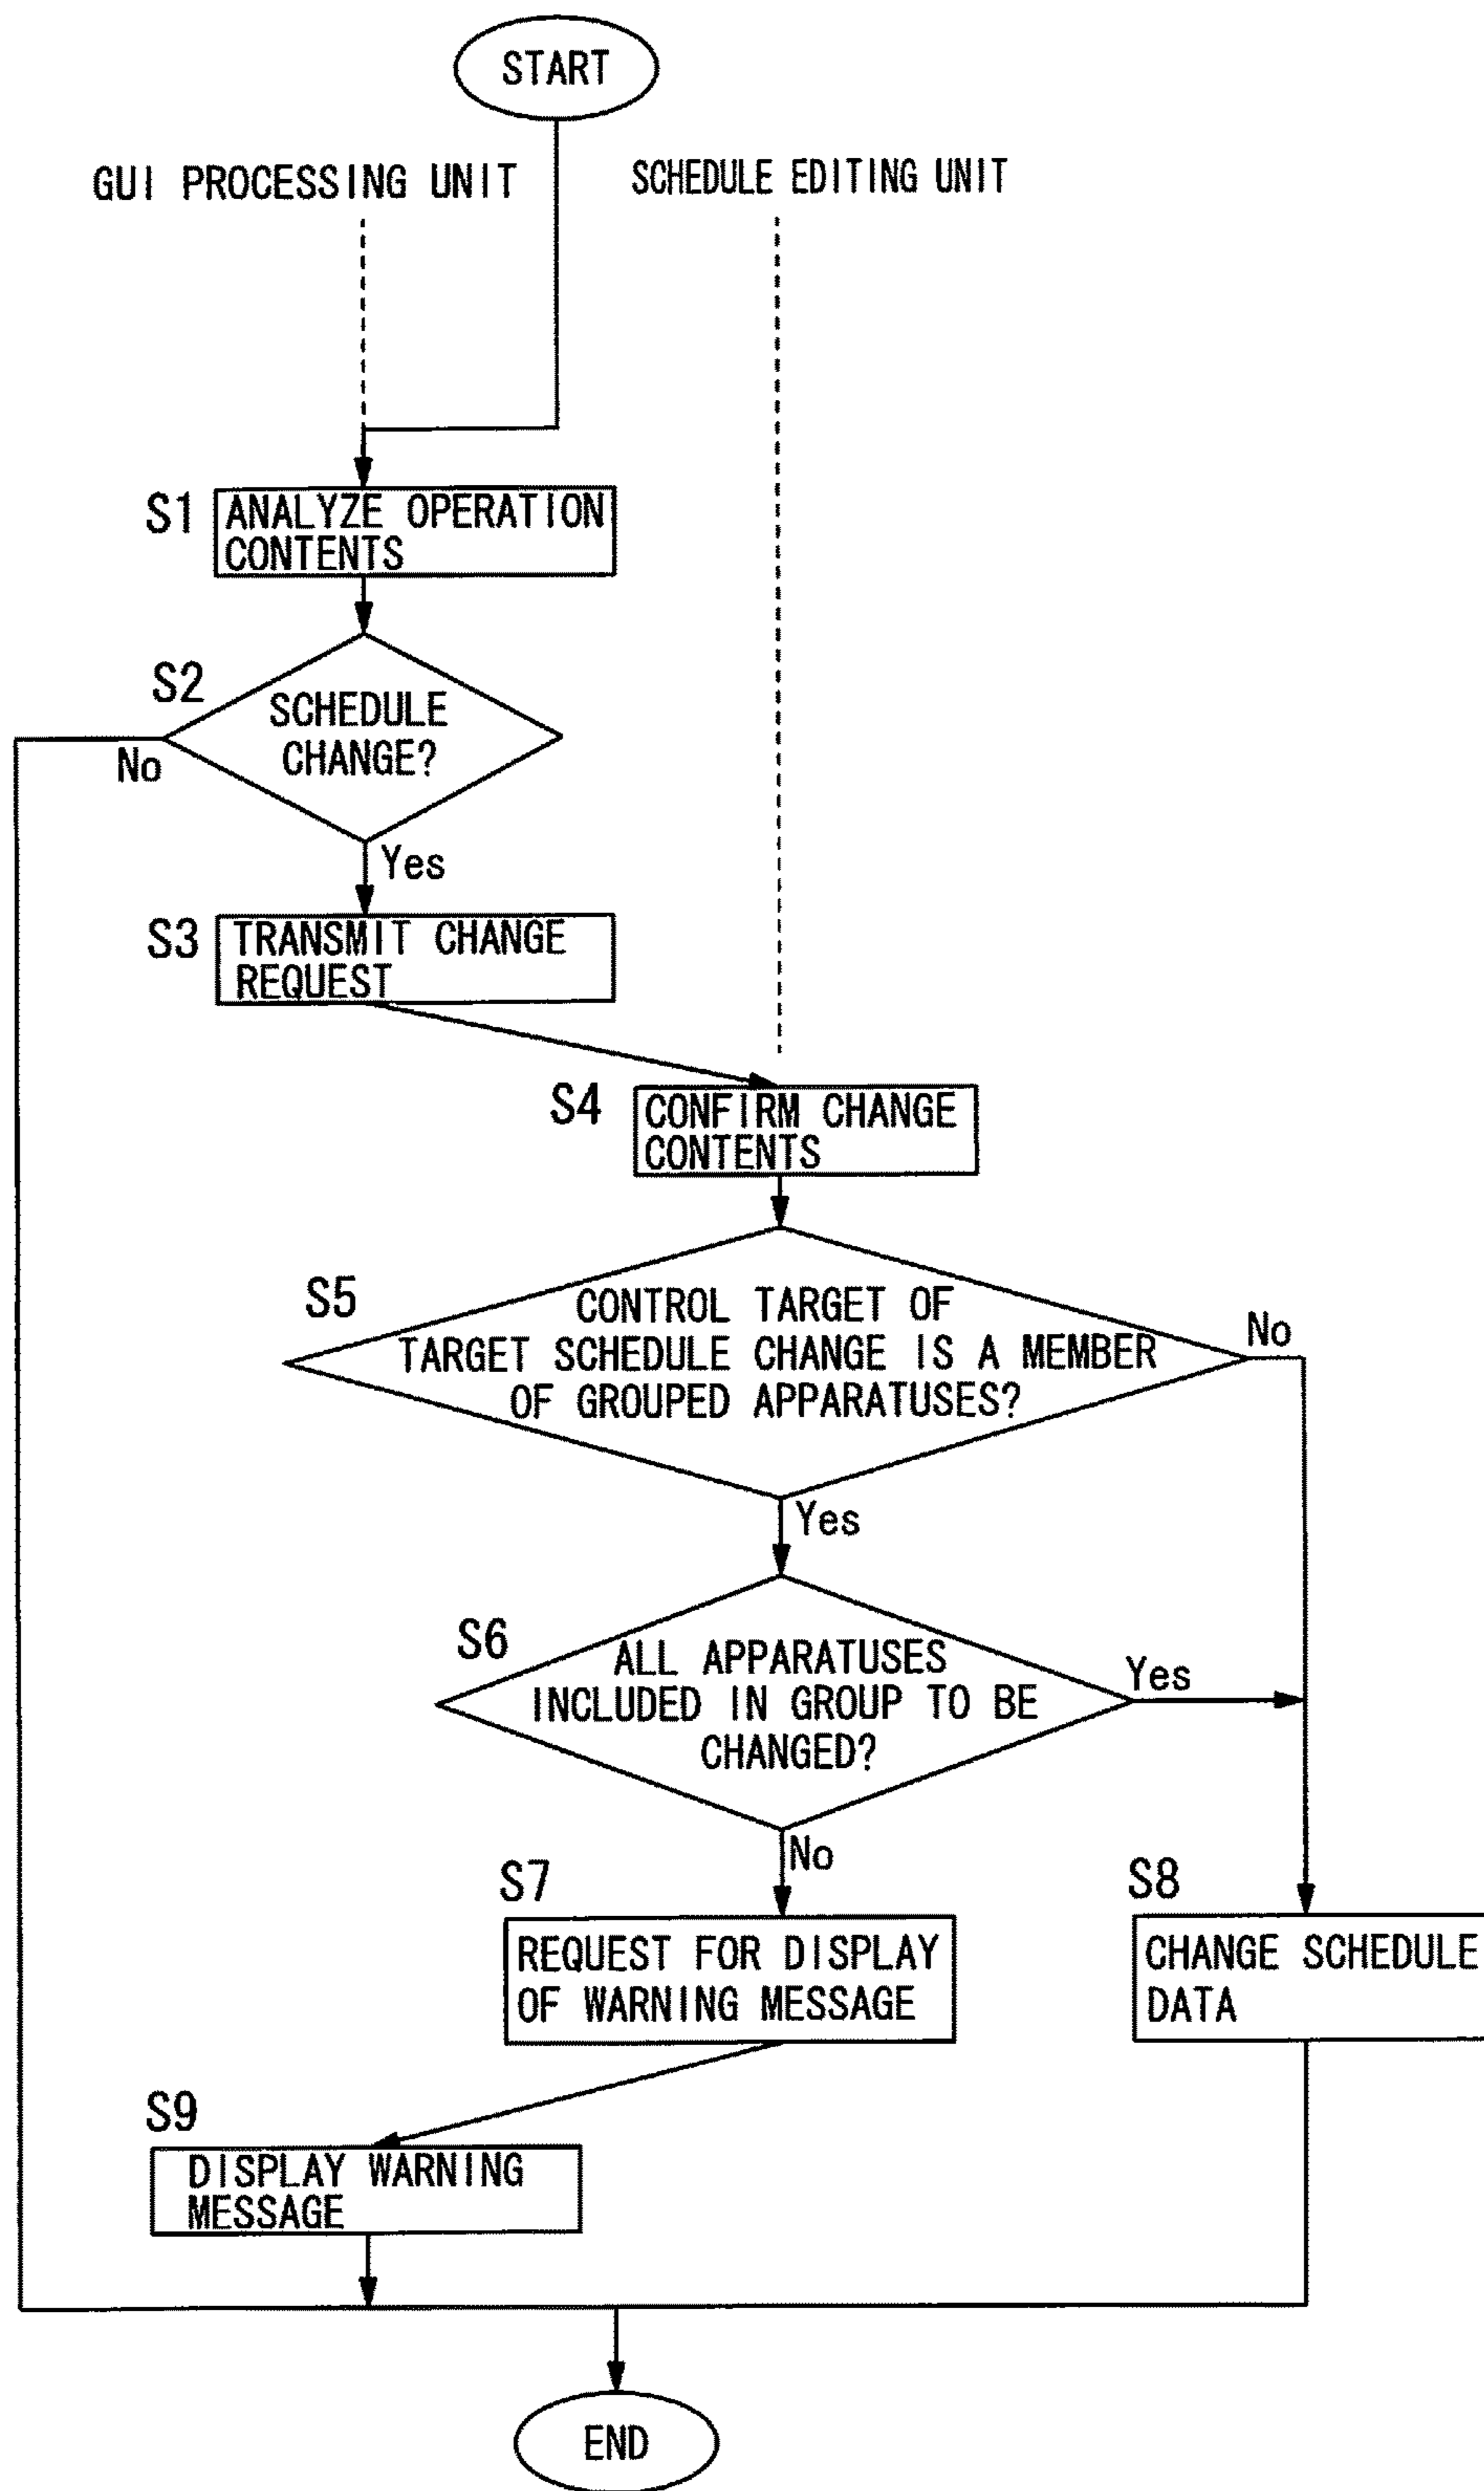 START
GUI PROCESSING UNIT
SCHEDULE EDITING UNIT
S1
ANALYZE OPERATION
CONTENTS
S2
SCHEDULE
CHANGE?
No
Yes
S3
TRANSMIT CHANGE
REQUEST
S4
CONFIRM CHANGE
CONTENTS
S5
CONTROL TARGET OF
TARGET SCHEDULE CHANGE IS A MEMBER
OF GROUPED APPARATUSES?
No
Yes
S6
ALL APPARATUSES
INCLUDED IN GROUP TO BE
CHANGED?
Yes
No
S7
REQUEST FOR DISPLAY
OF WARNING MESSAGE
S8
CHANGE SCHEDULE
DATA
S9
DISPLAY WARNING
MESSAGE
END